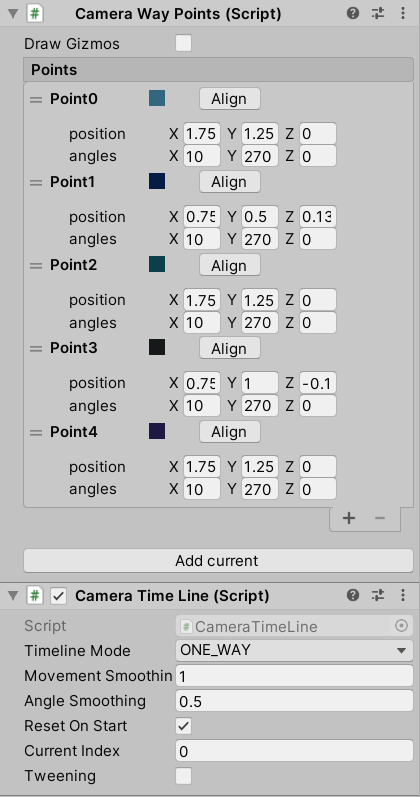 Camera Way Points (Script)
Draw Gizmos
Points
Point0 Align
position X 1.75 Y 1.25 Z 0
angles X 10 Y 270 Z 0
Point1 Align
position X 0.75 Y 0.5 Z 0.13
angles X 10 Y 270 Z 0
Point2 Align
position X 1.75 Y 1.25 Z 0
angles X 10 Y 270 Z 0
Point3 Align
position X 0.75 Y 1 Z -0.1
angles X 10 Y 270 Z 0
Point4 Align
position X 1.75 Y 1.25 Z 0
angles X 10 Y 270 Z 0
+ −
Add current
# Camera Time Line (Script)
Script # CameraTimeLine
Timeline Mode ONE_WAY
Movement Smoothin 1
Angle Smoothing 0.5
Reset On Start
Current Index 0
Tweening